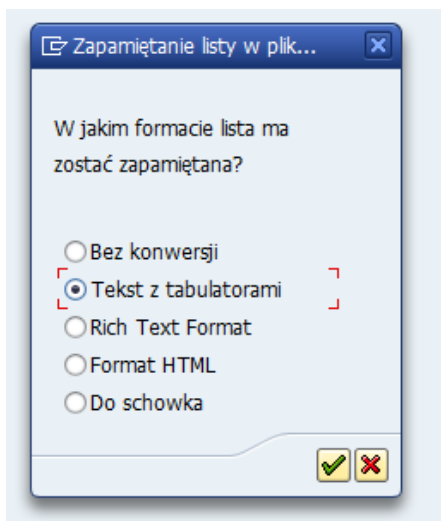 Zapamiętanie listy w plik...
W jakim formacie lista ma
zostać zapamiętana?
Bez konwersji
Tekst z tabulatorami
Rich Text Format
Format HTML
Do schowka